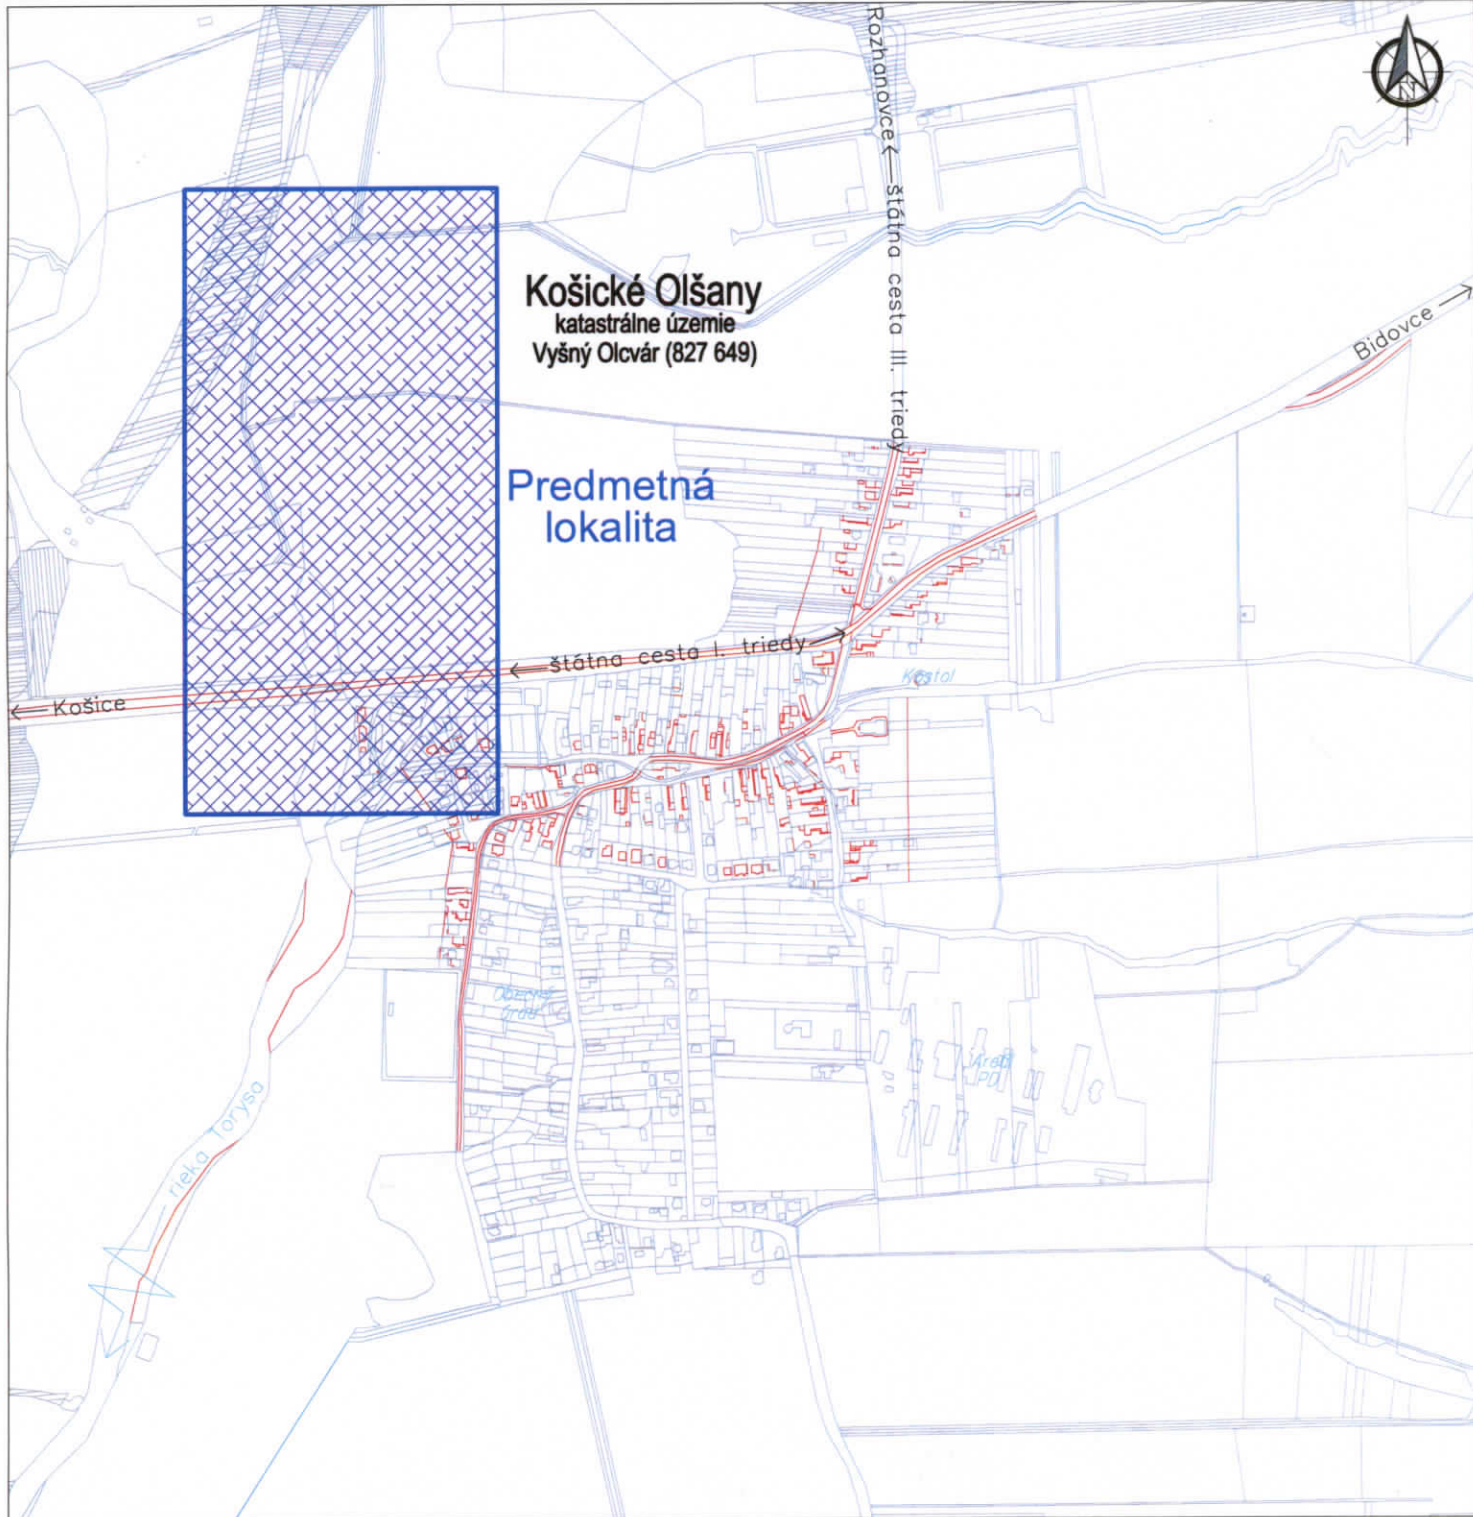 Rozhanovce
štátna cesta III. triedy
N
Košické Olšany
katastrálne územie
Vyšný Olcvár (827 649)
Bidovce
Predmetná
lokalita
štátna cesta I. triedy
Košice
Kostol
Obecný
úrad
Areál
PD
rieka Torysa